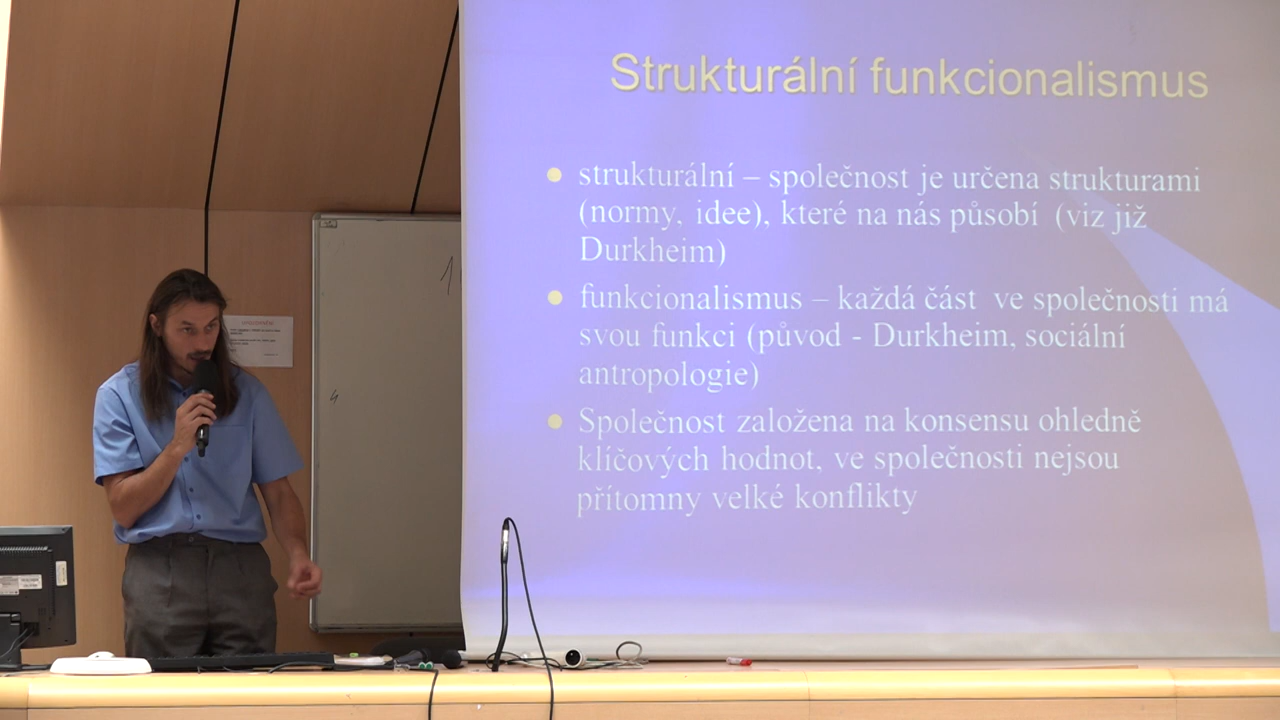 Strukturální funkcionalismus
strukturální – společnost je určena strukturami
(normy, idee), které na nás působí (viz již
Durkheim)
funkcionalismus – každá část ve společnosti má
svou funkci (původ - Durkheim, sociální
antropologie)
Společnost založena na konsensu ohledně
klíčových hodnot, ve společnosti nejsou
přítomny velké konflikty